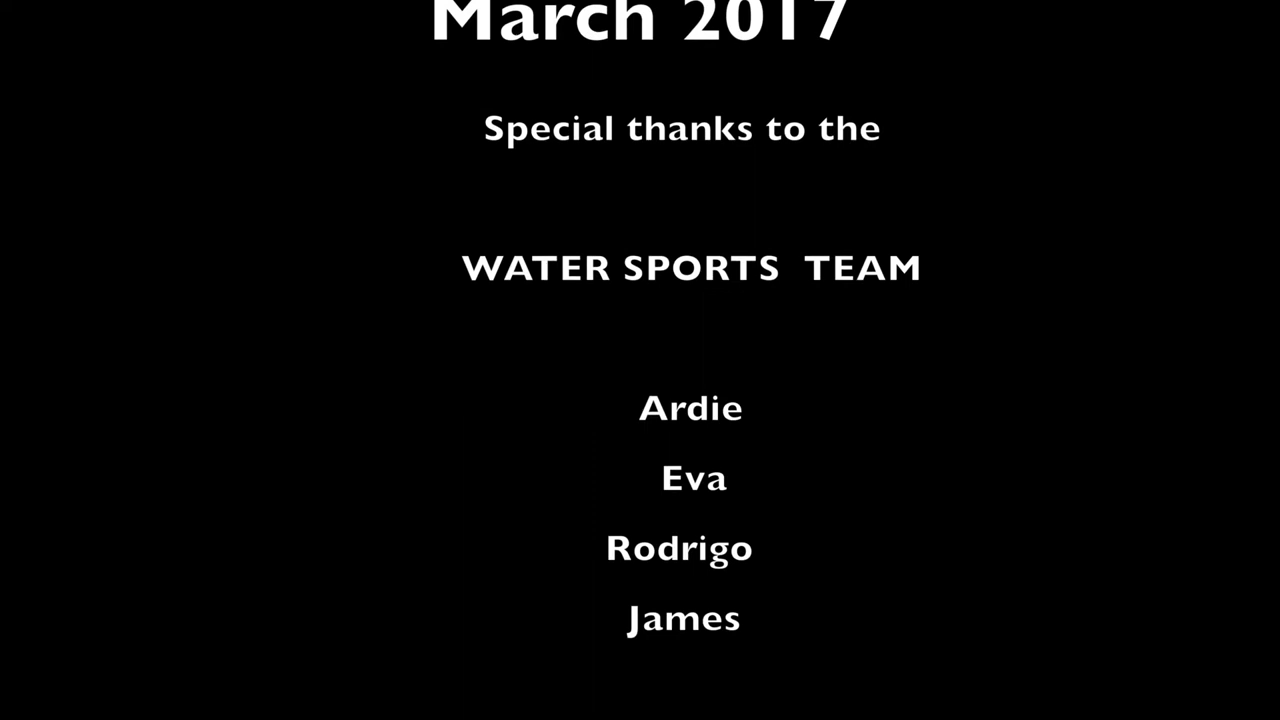 March 2017
Special thanks to the
WATER SPORTS TEAM
Ardie
Eva
Rodrigo
James